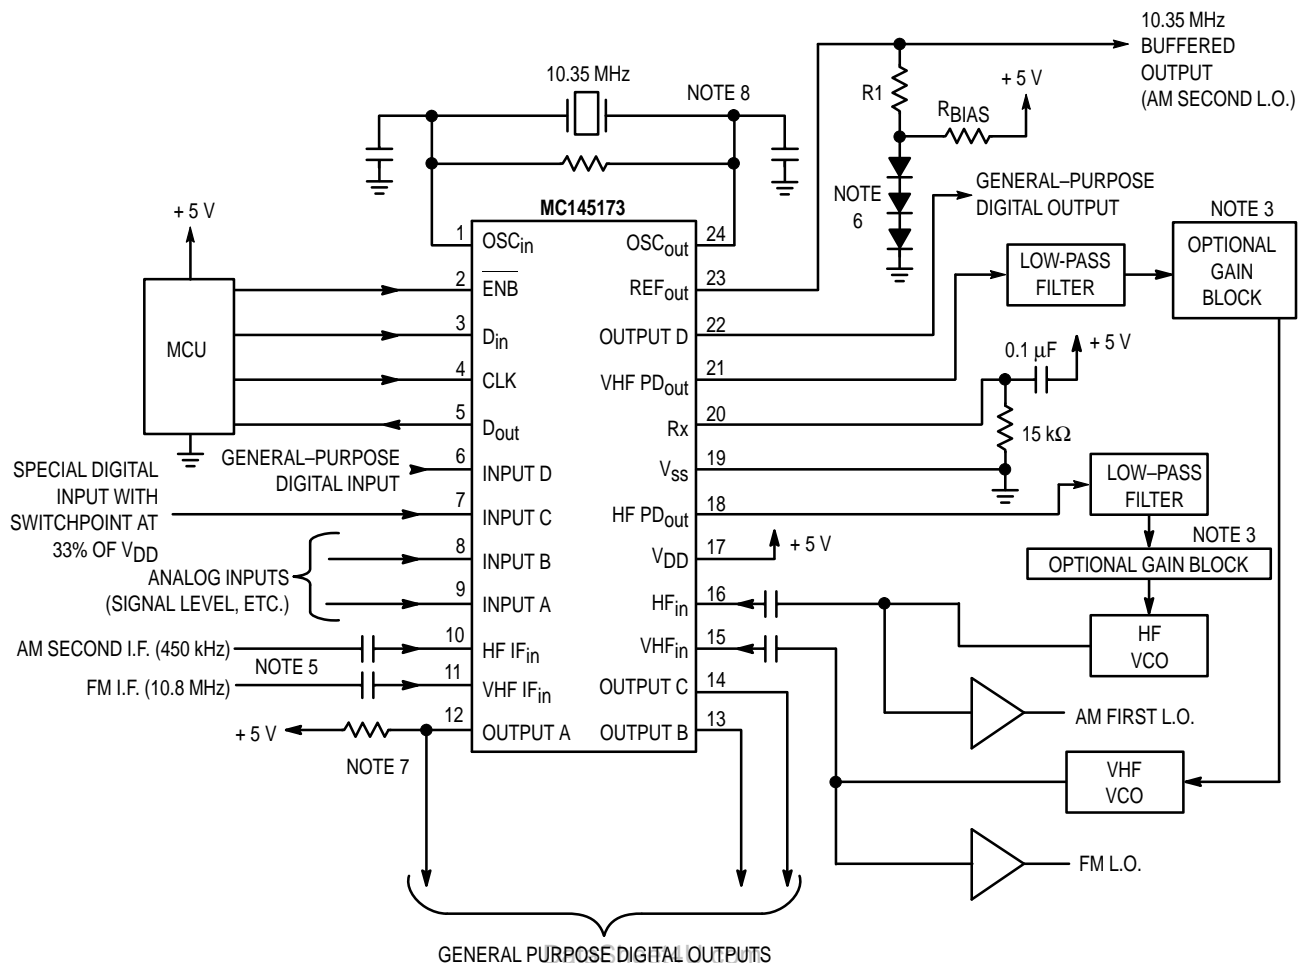 10.35 MHz
BUFFERED
OUTPUT
(AM SECOND L.O.)
10.35 MHz
NOTE 8
R1
+ 5 V
RBIAS
NOTE
6
GENERAL–PURPOSE
DIGITAL OUTPUT
NOTE 3
OPTIONAL
GAIN
BLOCK
LOW-PASS
FILTER
+ 5 V
MCU
MC145173
1
OSCin
OSCout
24
2
ENB
REFout
23
3
Din
OUTPUT D
22
4
CLK
VHF PDout
21
5
Dout
Rx
20
6
INPUT D
VSS
19
7
INPUT C
HF PDout
18
8
INPUT B
VDD
17
9
INPUT A
HFin
16
10
HF IFin
VHFin
15
11
VHF IFin
OUTPUT C
14
12
OUTPUT A
OUTPUT B
13
GENERAL–PURPOSE
DIGITAL INPUT
SPECIAL DIGITAL
INPUT WITH
SWITCHPOINT AT
33% OF VDD
ANALOG INPUTS
(SIGNAL LEVEL, ETC.)
AM SECOND I.F. (450 kHz)
NOTE 5
FM I.F. (10.8 MHz)
+ 5 V
NOTE 7
0.1 µF
+ 5 V
15 kΩ
+ 5 V
LOW–PASS
FILTER
NOTE 3
OPTIONAL GAIN BLOCK
HF
VCO
AM FIRST L.O.
VHF
VCO
FM L.O.
GENERAL PURPOSE DIGITAL OUTPUTS
DataSheet4U.com